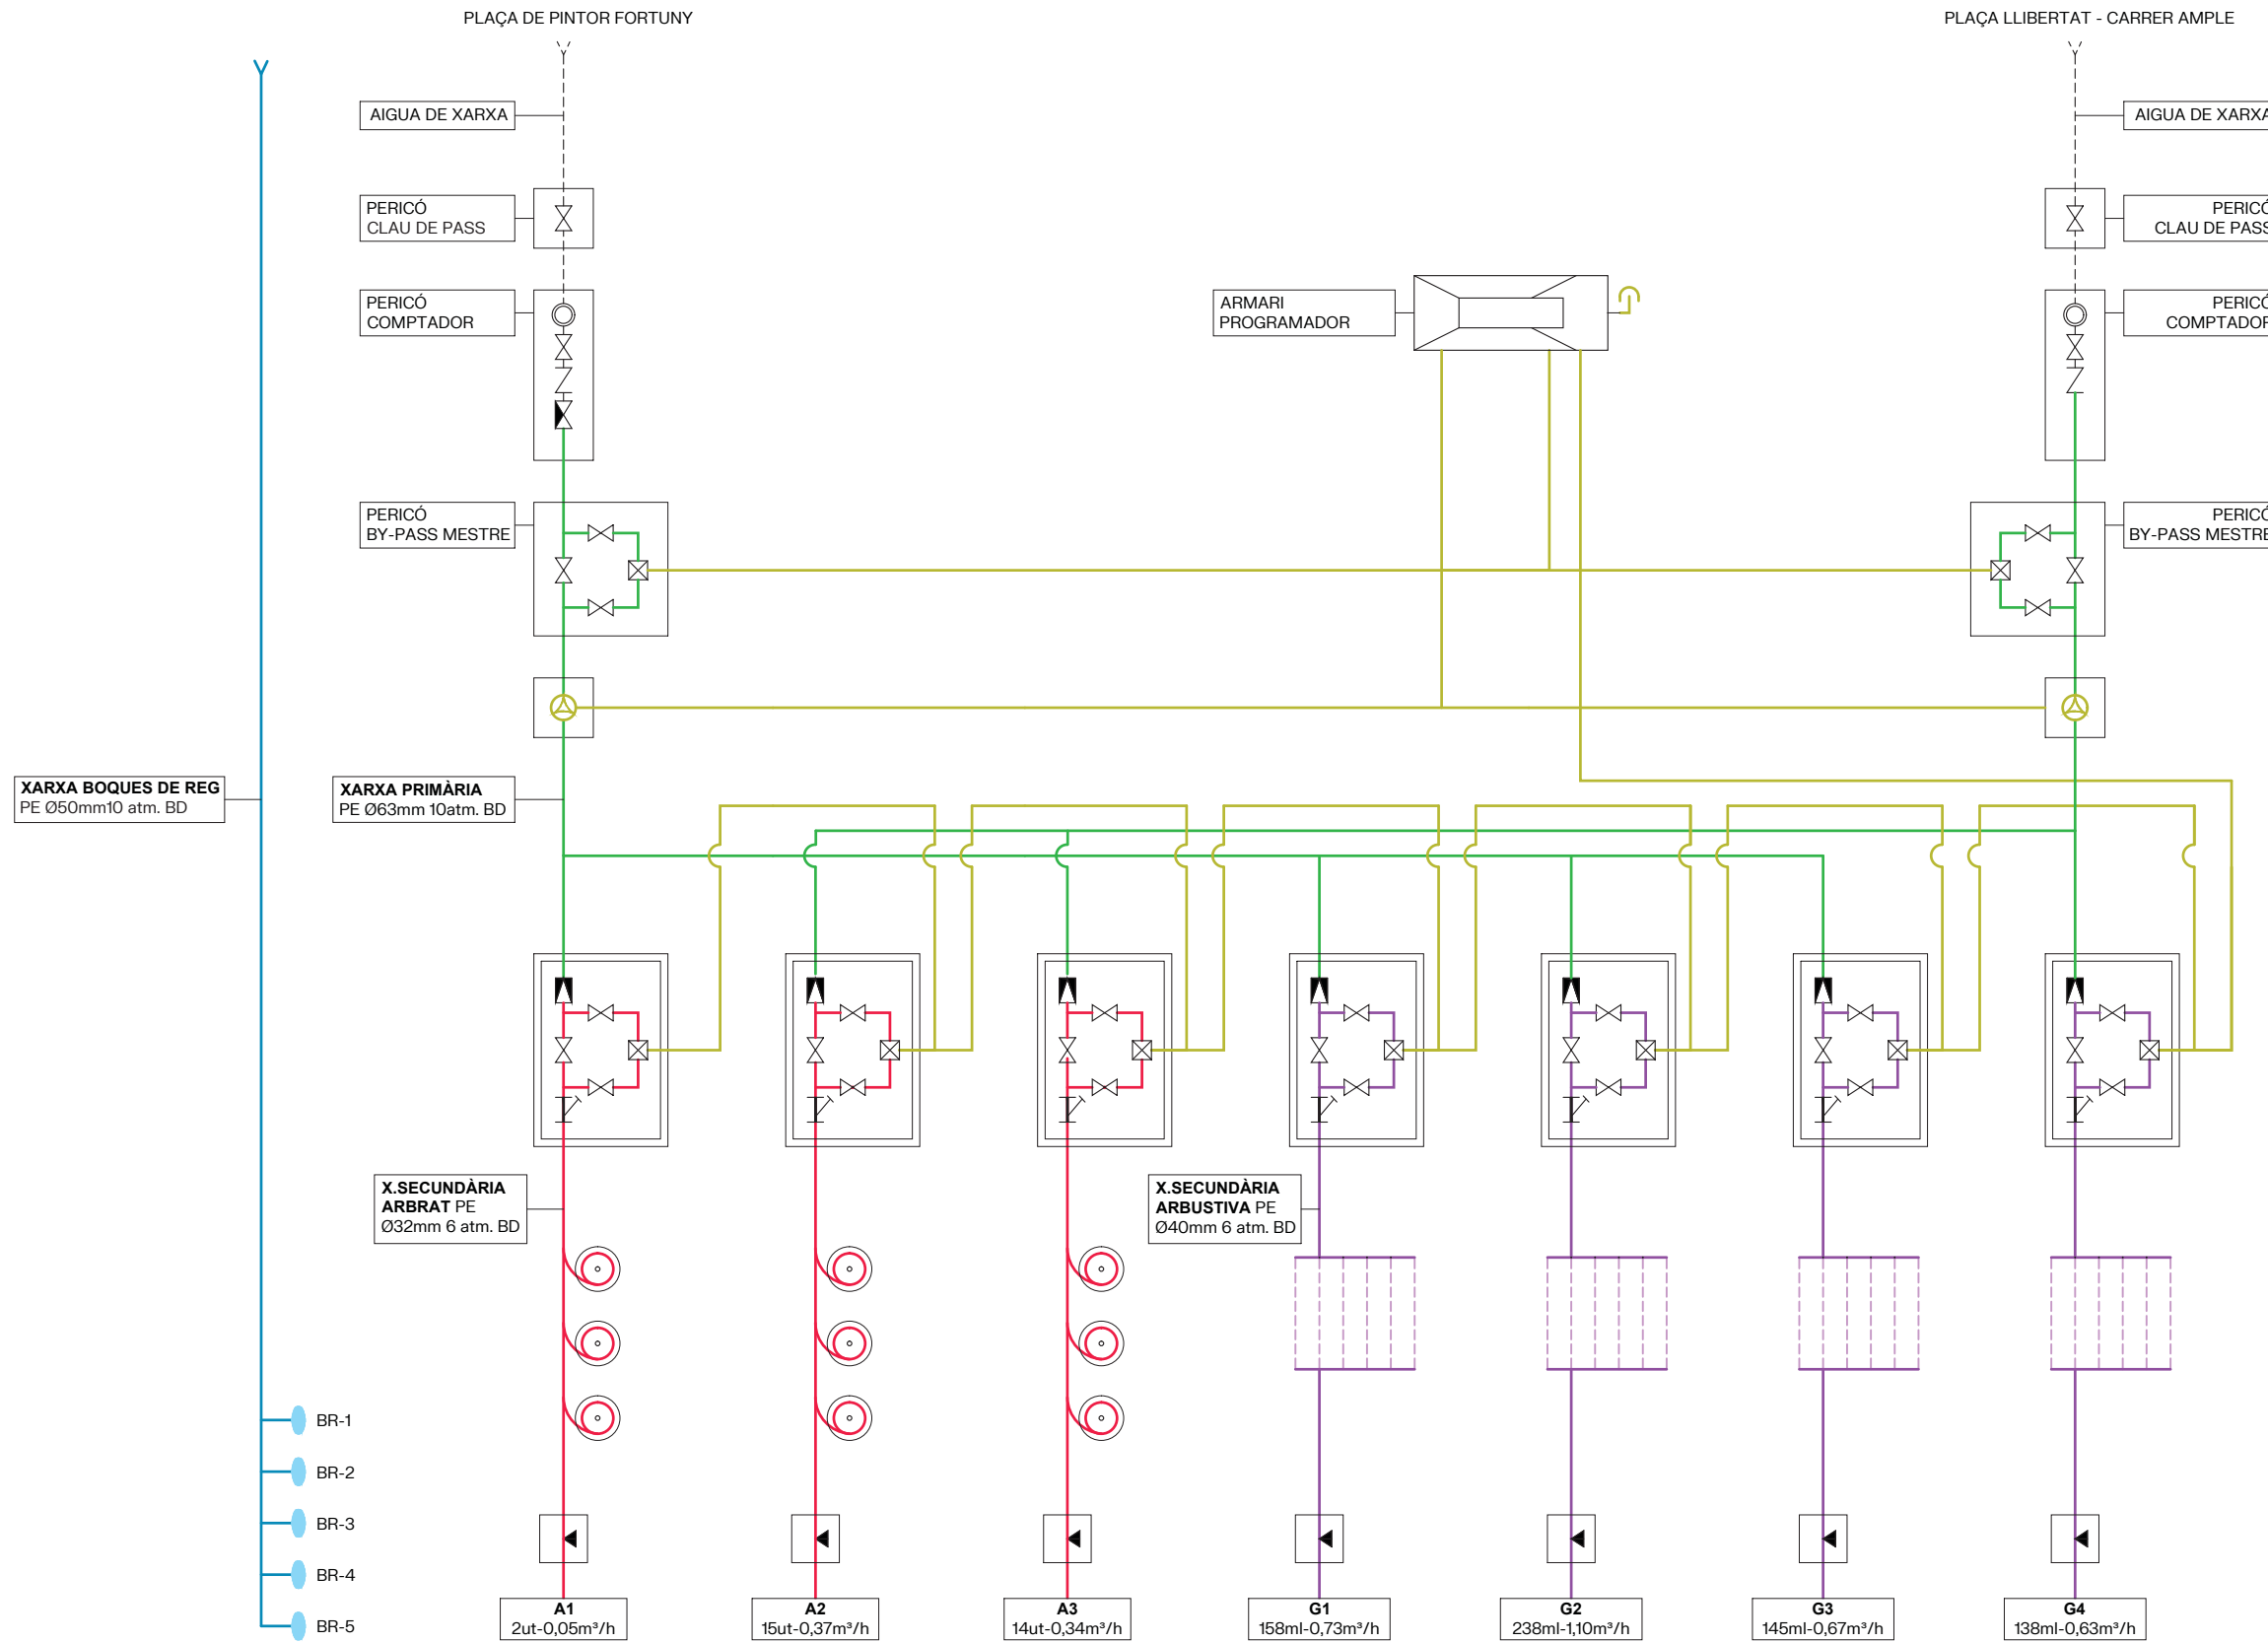 PLAÇA DE PINTOR FORTUNY
PLAÇA LLIBERTAT - CARRER AMPLE
AIGUA DE XARXA
AIGUA DE XARXA
PERICÓ
CLAU DE PASS
PERICÓ
CLAU DE PASS
PERICÓ
COMPTADOR
ARMARI
PROGRAMADOR
PERICÓ
COMPTADOR
PERICÓ
BY-PASS MESTRE
PERICÓ
BY-PASS MESTRE
XARXA BOQUES DE REG
PE Ø50mm10 atm. BD
XARXA PRIMÀRIA
PE Ø63mm 10atm. BD
X.SECUNDÀRIA
ARBRAT PE
Ø32mm 6 atm. BD
X.SECUNDÀRIA
ARBUSTIVA PE
Ø40mm 6 atm. BD
BR-1
BR-2
BR-3
BR-4
BR-5
A1
2ut-0,05m³/h
A2
15ut-0,37m³/h
A3
14ut-0,34m³/h
G1
158ml-0,73m³/h
G2
238ml-1,10m³/h
G3
145ml-0,67m³/h
G4
138ml-0,63m³/h